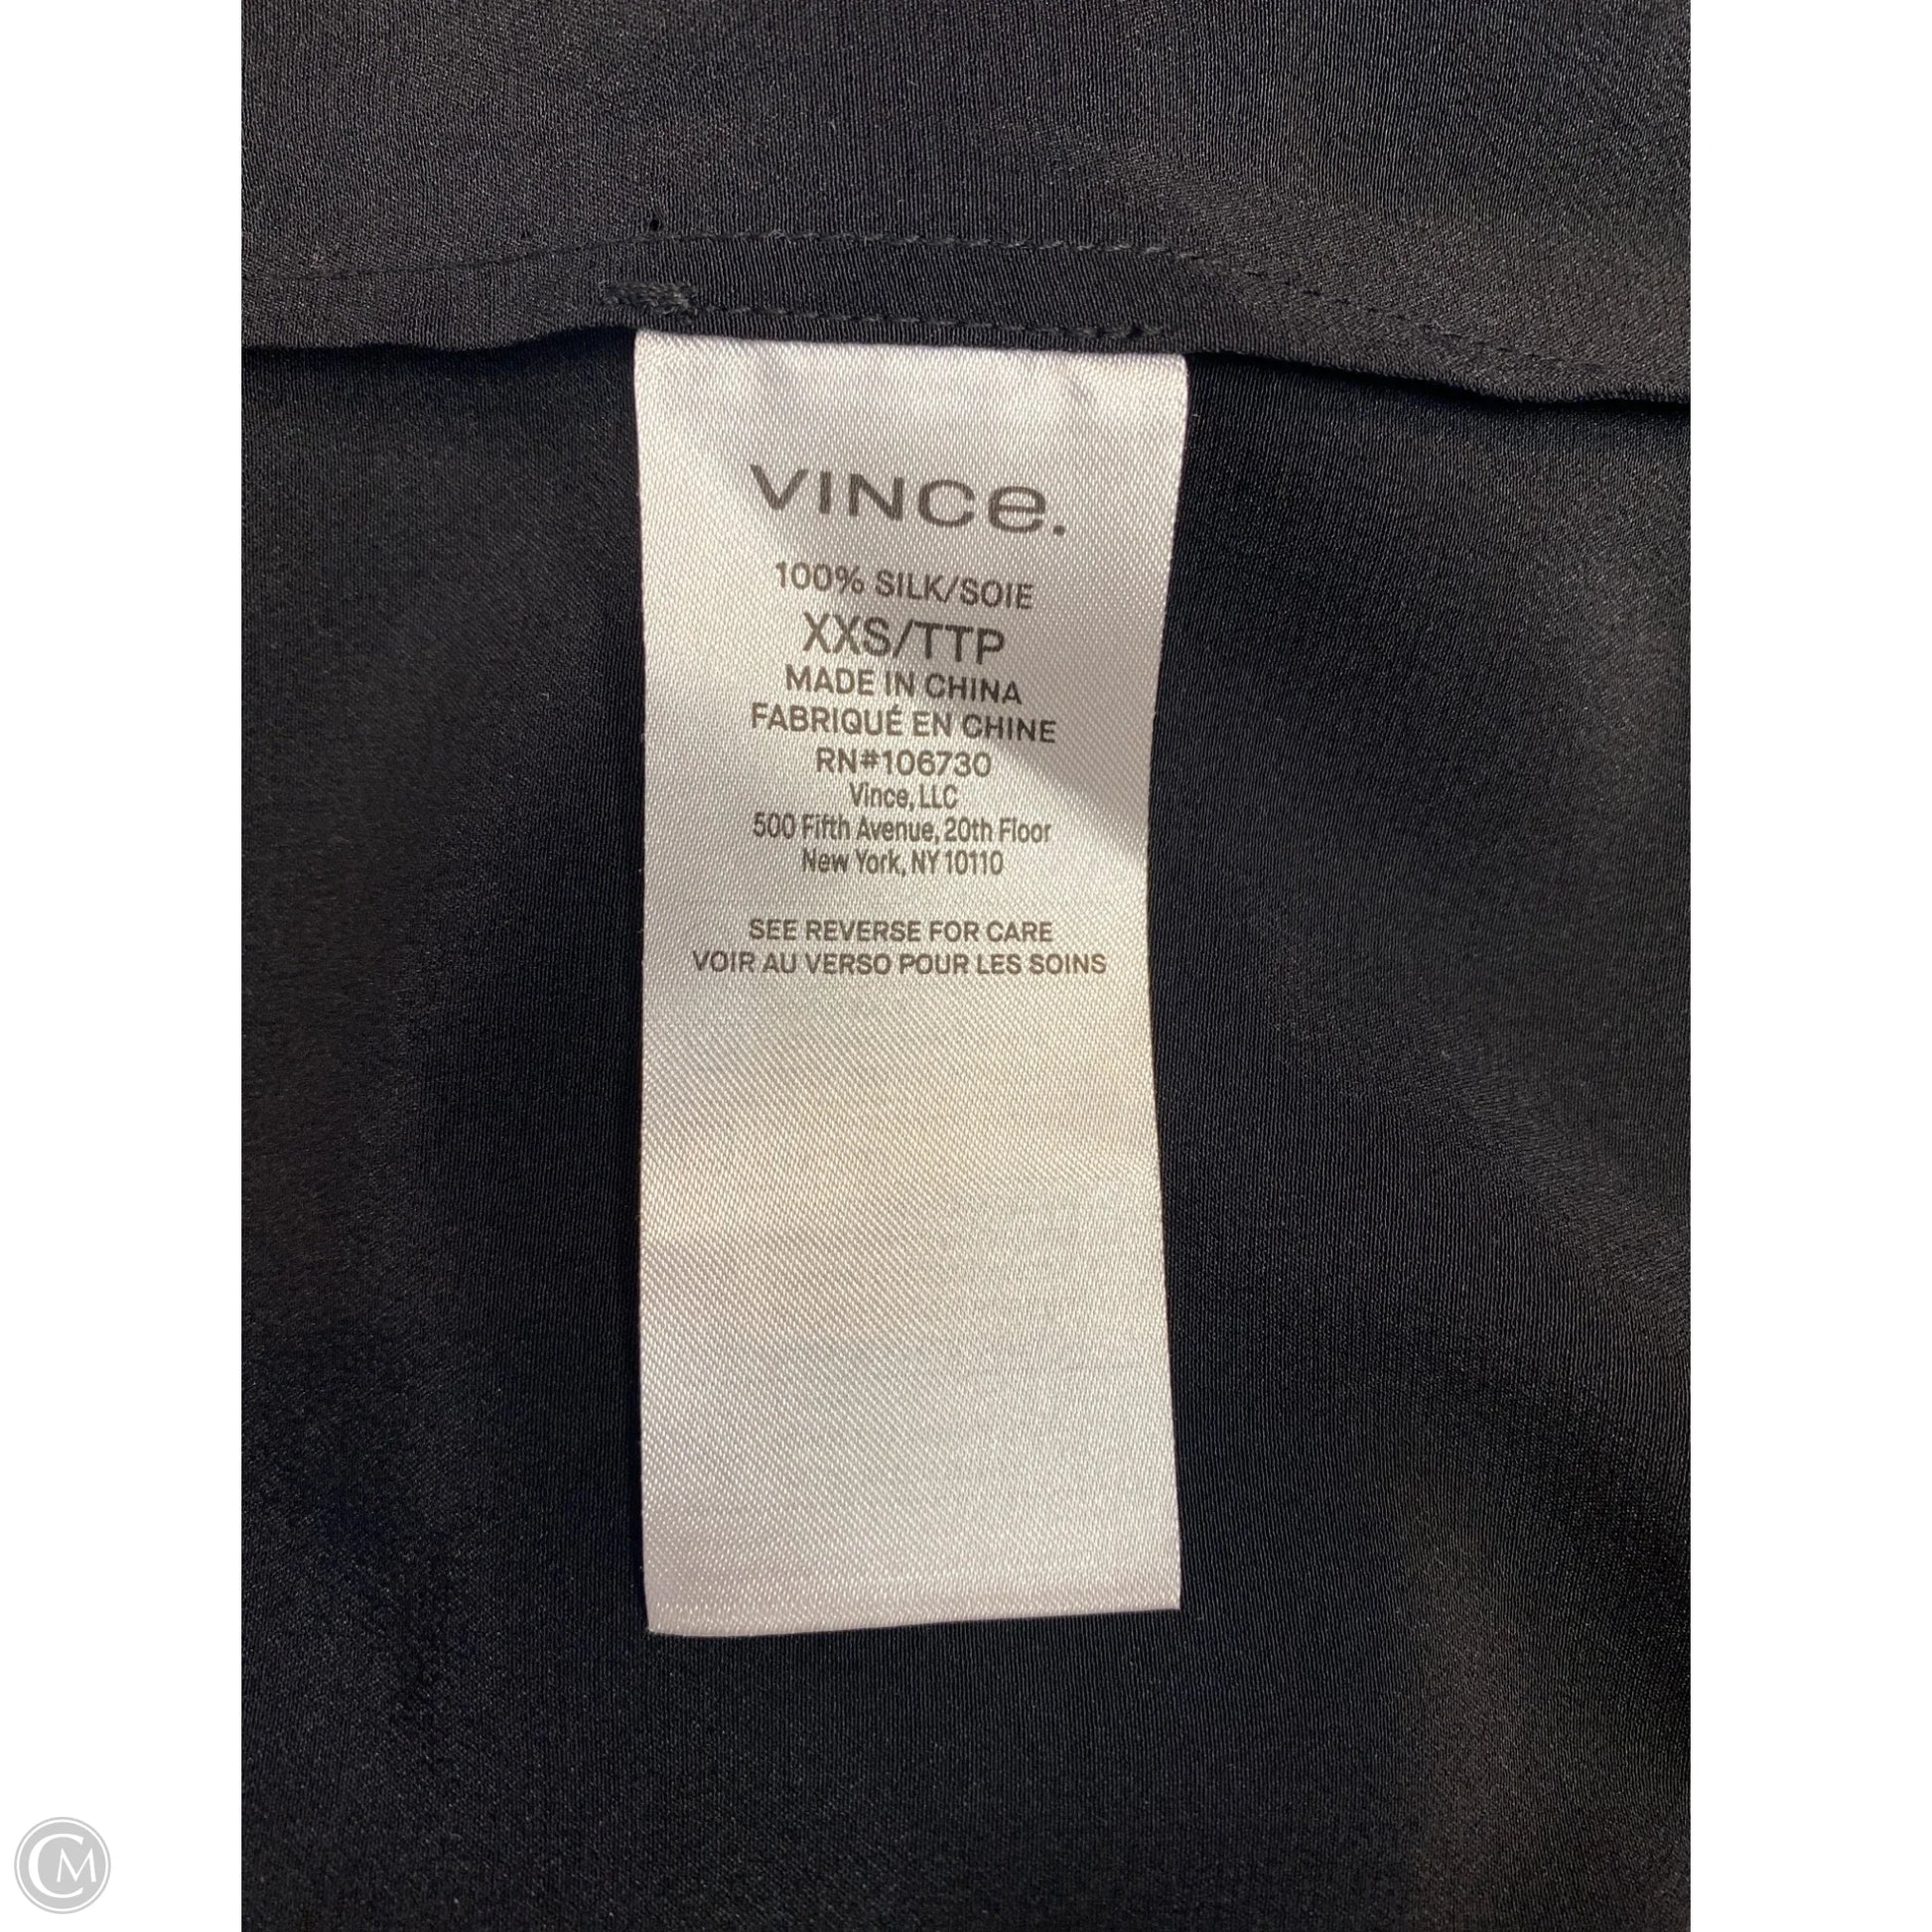 VINCe.
100% SILK/SOIE
XXS/TTP
MADE IN CHINA
FABRIQUÉ EN CHINE
RN#106730
Vince, LLC
500 Fifth Avenue, 20th Floor
New York, NY 10110
SEE REVERSE FOR CARE
VOIR AU VERSO POUR LES SOINS
CM